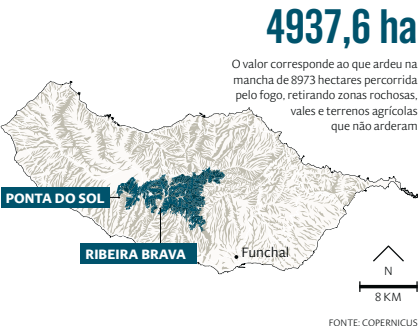 4937,6 ha
O valor corresponde ao que ardeu na
mancha de 8973 hectares percorrida
pelo fogo, retirando zonas rochosas,
vales e terrenos agrícolas
que não arderam
PONTA DO SOL
RIBEIRA BRAVA
Funchal
N
8 KM
FONTE: COPERNICUS